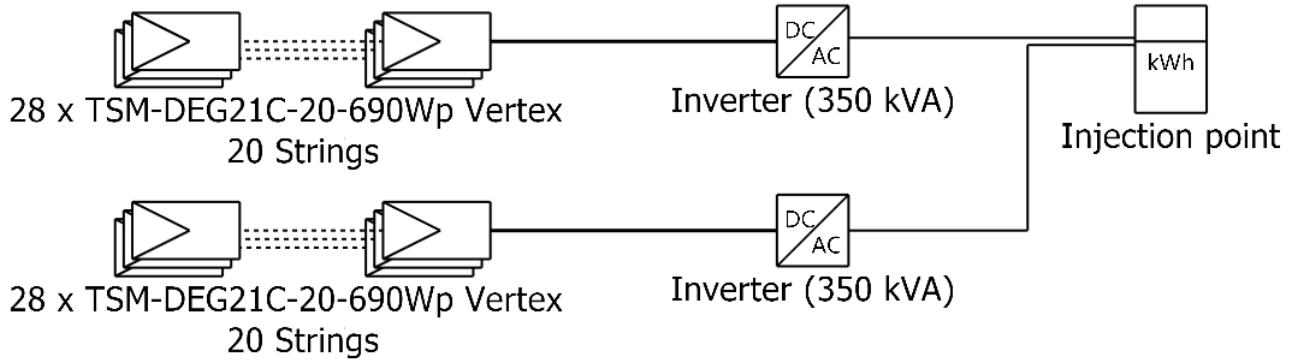 DC
AC
kWh
28 x TSM-DEG21C-20-690Wp Vertex
20 Strings
Inverter (350 kVA)
Injection point
DC
AC
28 x TSM-DEG21C-20-690Wp Vertex
20 Strings
Inverter (350 kVA)